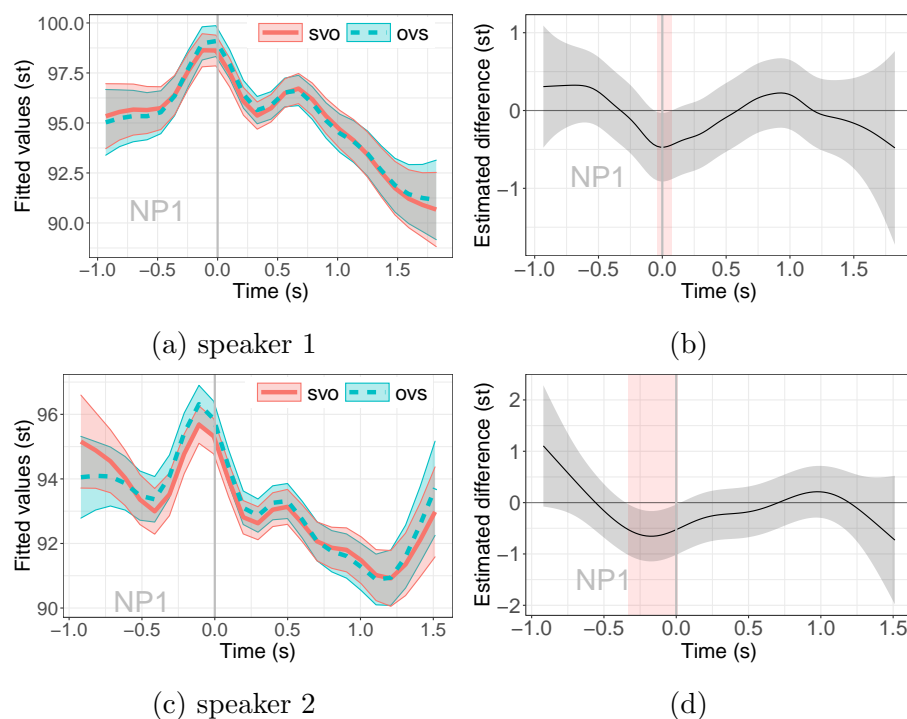 100.0
97.5
95.0
92.5
90.0
Fitted values (st)
svo
ovs
NP1
−1.0
−0.5
0.0
0.5
1.0
1.5
Time (s)
(a) speaker 1
1
0
−1
Estimated difference (st)
NP1
−1.0
−0.5
0.0
0.5
1.0
1.5
Time (s)
(b)
96
94
92
90
Fitted values (st)
svo
ovs
NP1
−1.0
−0.5
0.0
0.5
1.0
1.5
Time (s)
(c) speaker 2
2
1
0
−1
−2
Estimated difference (st)
NP1
−1.0
−0.5
0.0
0.5
1.0
1.5
Time (s)
(d)